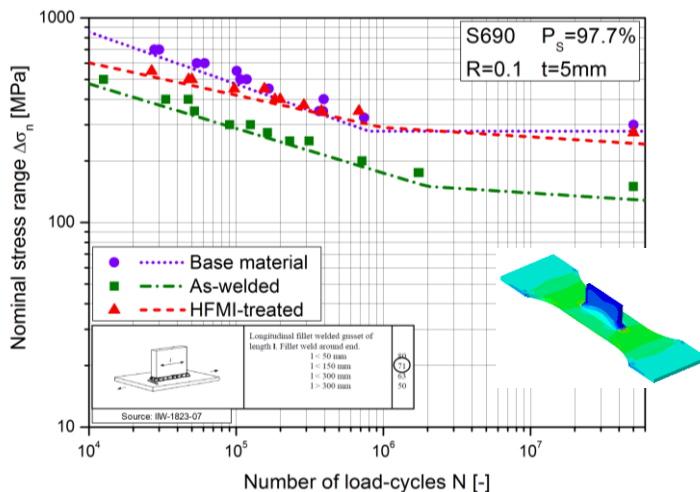 1000
100
10
Nominal stress range Δσn [MPa]
S690 PS=97.7%
R=0.1 t=5mm
Base material
As-welded
HFMI-treated
Longitudinal fillet welded gusset of
length l. Fillet weld around end.
l < 50 mm 80
l < 150 mm 71
l < 300 mm 63
l > 300 mm 50
Source: IIW-1823-07
10^4 10^5 10^6 10^7
Number of load-cycles N [-]